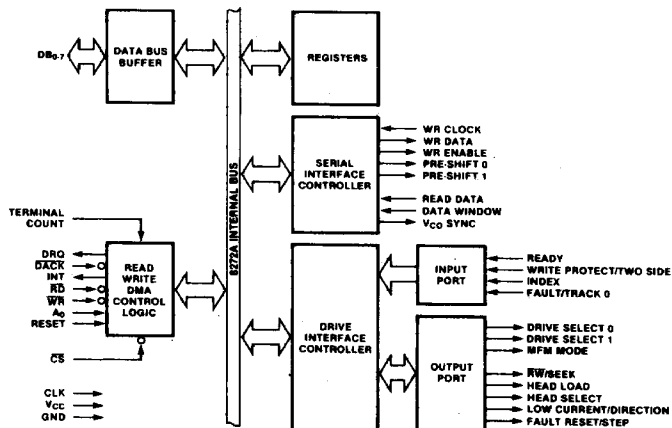 DB0-7
DATA BUS
BUFFER
REGISTERS
8272A INTERNAL BUS
SERIAL
INTERFACE
CONTROLLER
WR CLOCK
WR DATA
WR ENABLE
PRE-SHIFT 0
PRE-SHIFT 1
READ DATA
DATA WINDOW
VCO SYNC
TERMINAL
COUNT
DRQ
DACK
INT
RD
WR
A0
RESET
CS
READ
WRITE
DMA
CONTROL
LOGIC
CLK
VCC
GND
DRIVE
INTERFACE
CONTROLLER
INPUT
PORT
READY
WRITE PROTECT/TWO SIDE
INDEX
FAULT/TRACK 0
OUTPUT
PORT
DRIVE SELECT 0
DRIVE SELECT 1
MFM MODE
RW/SEEK
HEAD LOAD
HEAD SELECT
LOW CURRENT/DIRECTION
FAULT RESET/STEP